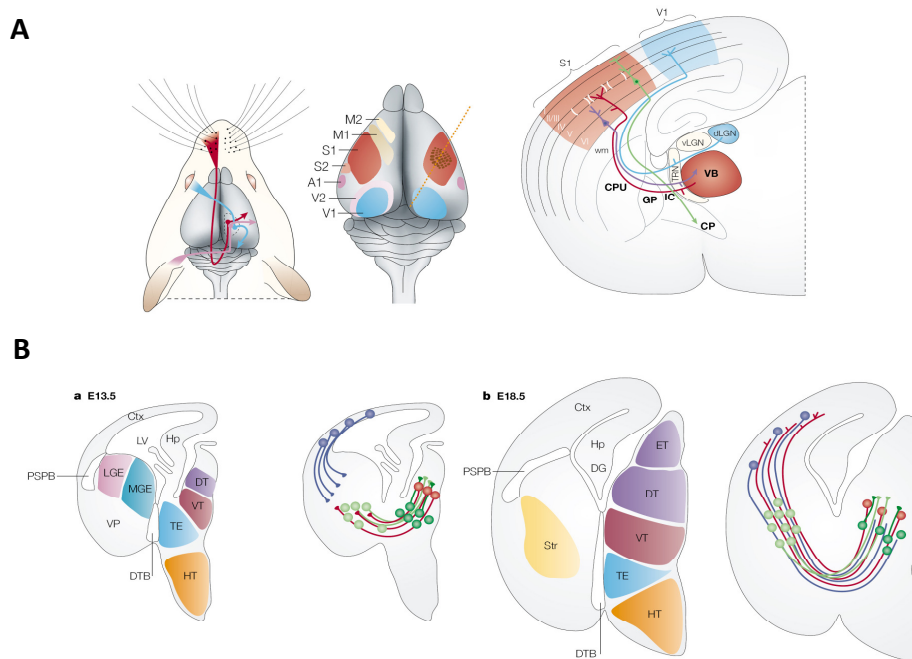 A
M2
M1
S1
S2
A1
V2
V1
V1
S1
II/III
IV
V
VI
wm
CPU
GP
IC
TRN
vLGN
dLGN
VB
CP
B
a E13.5
Ctx
LV
Hp
PSPB
LGE
MGE
DT
VT
VP
TE
DTB
HT
b E18.5
Ctx
Hp
DG
PSPB
ET
DT
VT
Str
TE
HT
DTB